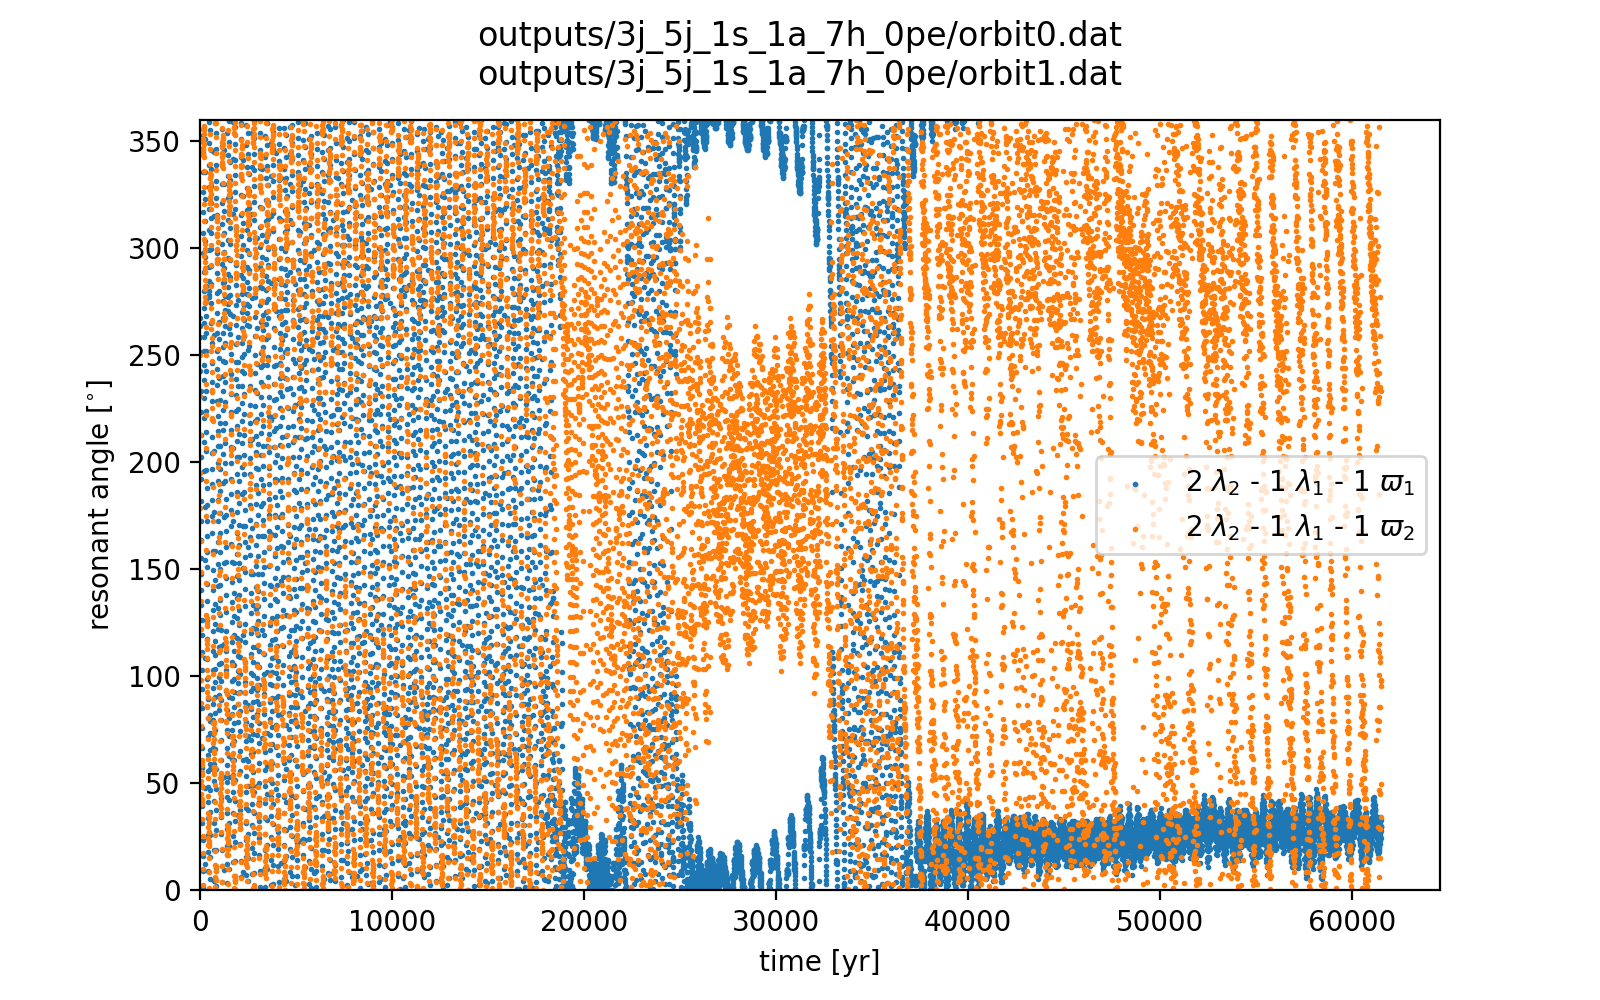 outputs/3j_5j_1s_1a_7h_0pe/orbit0.dat
outputs/3j_5j_1s_1a_7h_0pe/orbit1.dat
350
300
250
200
150
100
50
0
resonant angle [°]
2 λ₂ - 1 λ₁ - 1 ϖ₁
2 λ₂ - 1 λ₁ - 1 ϖ₂
0 10000 20000 30000 40000 50000 60000
time [yr]